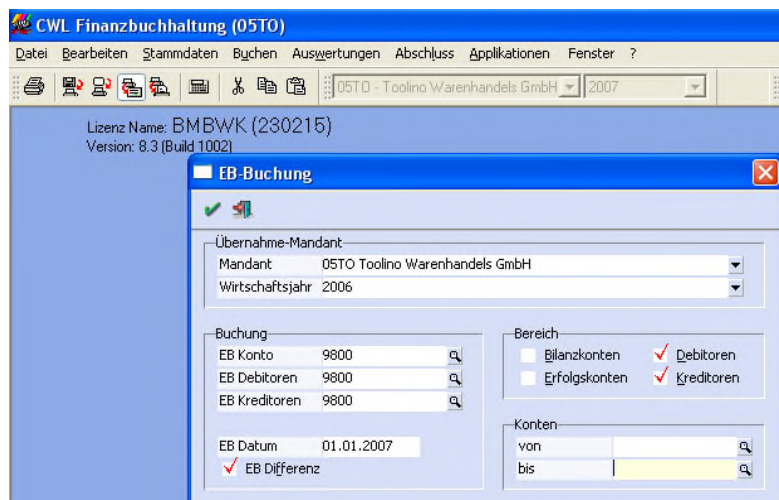 CWL Finanzbuchhaltung (05TO)
Datei Bearbeiten Stammdaten Buchen Auswertungen Abschluss Applikationen Fenster ?
05TO - Toolino Warenhandels GmbH 2007
Lizenz Name: BMBWK (230215)
Version: 8.3 (Build 1002)
EB-Buchung
Übernahme-Mandant
Mandant 05TO Toolino Warenhandels GmbH
Wirtschaftsjahr 2006
Buchung
EB Konto 9800
EB Debitoren 9800
EB Kreditoren 9800
EB Datum 01.01.2007
EB Differenz
Bereich
Bilanzkonten Debitoren
Erfolgskonten Kreditoren
Konten
von
bis